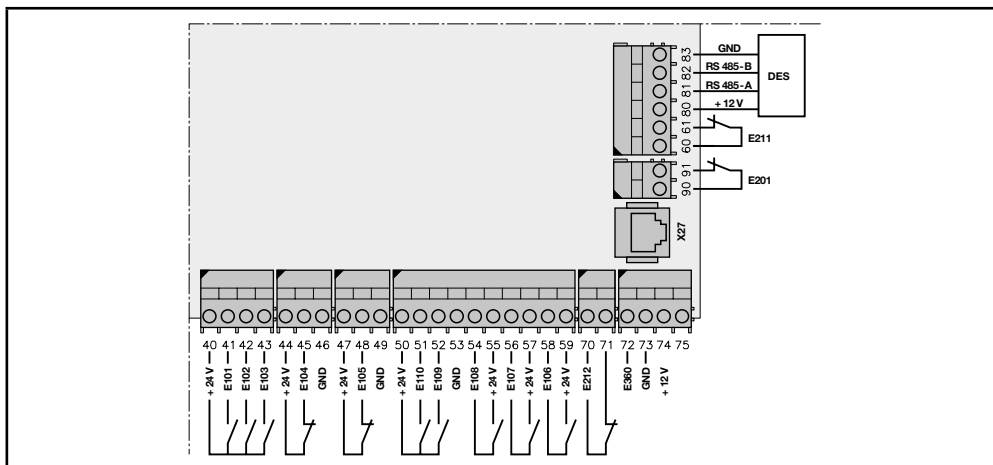 83 GND
82 RS 485-B
81 RS 485-A
80 + 12 V
DES
61
60
E211
91
90
E201
X27
40 41 42 43 44 45 46 47 48 49 50 51 52 53 54 55 56 57 58 59 70 71 72 73 74 75
+ 24 V E101 E102 E103 + 24 V E104 GND + 24 V E105 GND + 24 V E110 E109 GND E108 + 24 V E107 + 24 V E106 + 24 V E212 E360 GND + 12 V